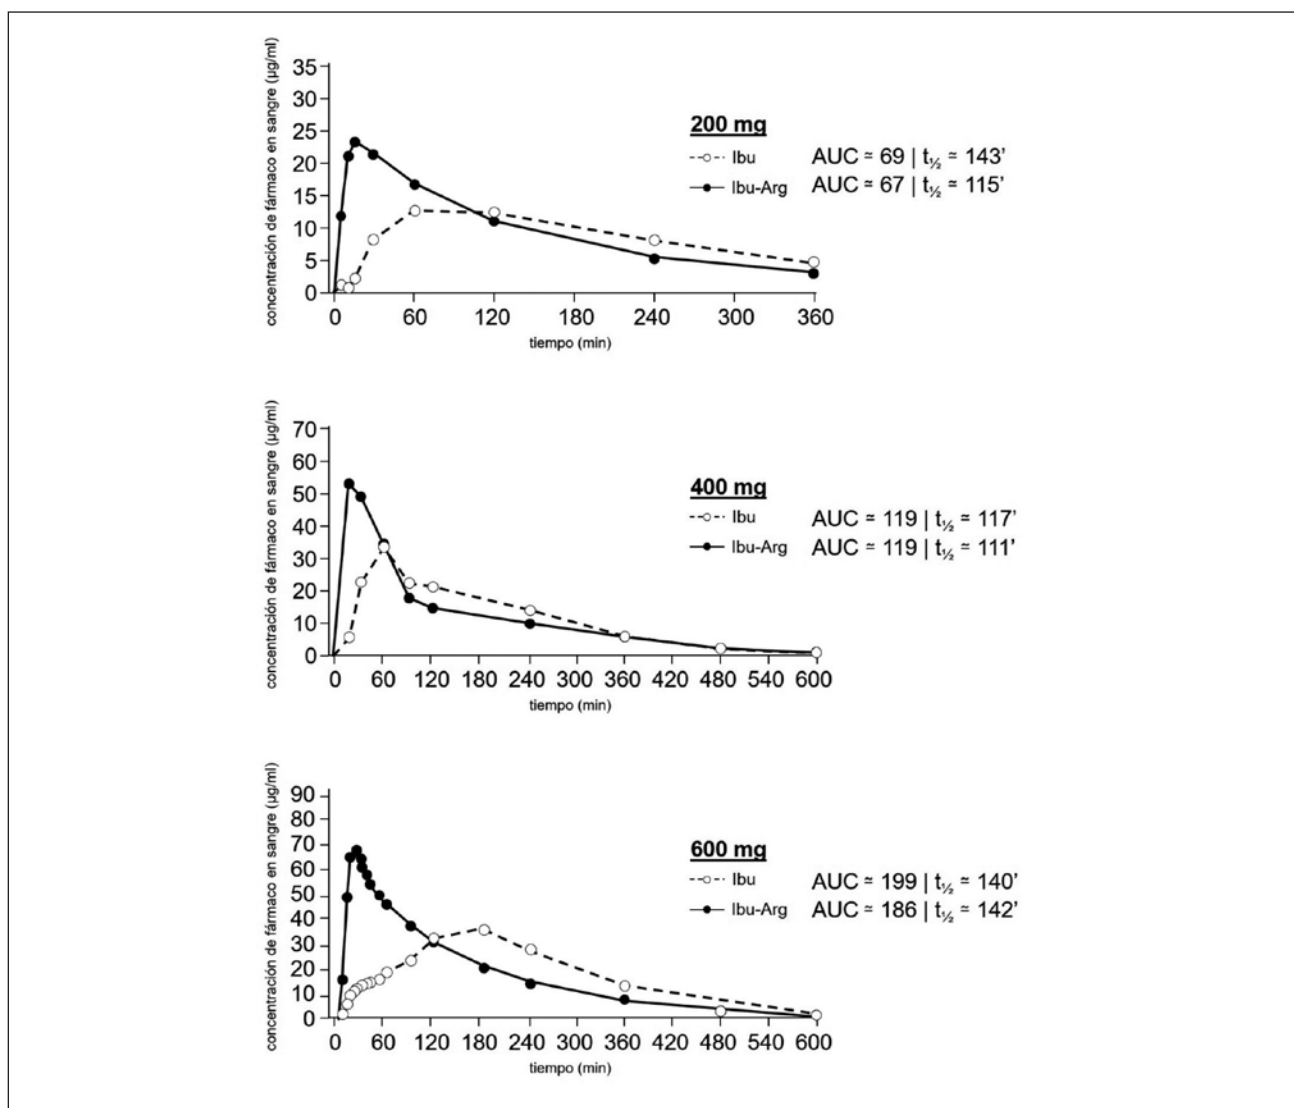 concentración de fármaco en sangre (µg/ml)
35
30
25
20
15
10
5
0
0 60 120 180 240 300 360
tiempo (min)
200 mg
Ibu AUC ≃ 69 | t½ ≃ 143’
Ibu-Arg AUC ≃ 67 | t½ ≃ 115’
concentración de fármaco en sangre (µg/ml)
70
60
50
40
30
20
10
0
0 60 120 180 240 300 360 420 480 540 600
tiempo (min)
400 mg
Ibu AUC ≃ 119 | t½ ≃ 117’
Ibu-Arg AUC ≃ 119 | t½ ≃ 111’
concentración de fármaco en sangre (µg/ml)
90
80
70
60
50
40
30
20
10
0
0 60 120 180 240 300 360 420 480 540 600
tiempo (min)
600 mg
Ibu AUC ≃ 199 | t½ ≃ 140’
Ibu-Arg AUC ≃ 186 | t½ ≃ 142’